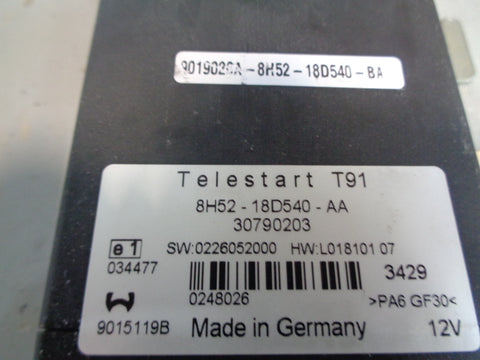 9019020A - 8H52 - 18D540 - BA
Telestart T91
8H52 - 18D540 - AA
30790203
e1 SW:0226052000 HW:L018101 07
034477
3429
0248026 >PA6 GF30<
9015119B Made in Germany 12V